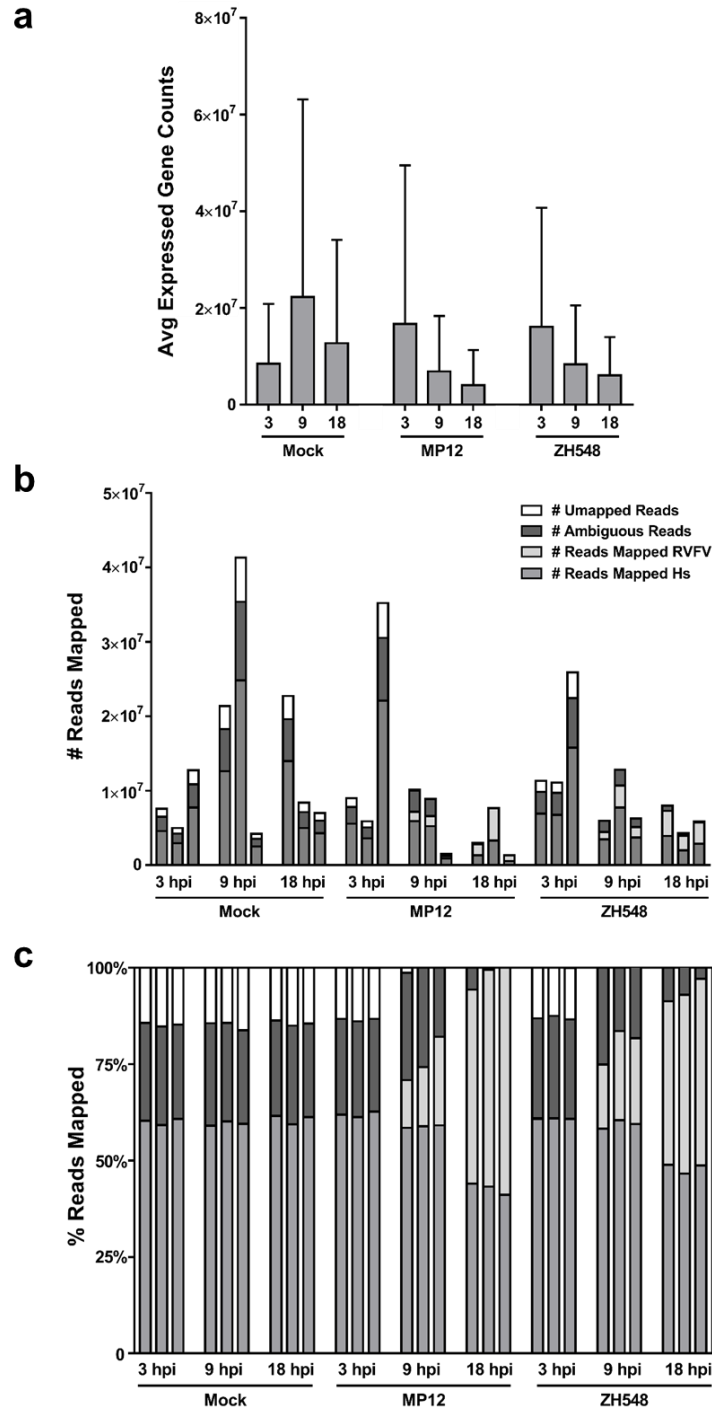 a
8×10⁷
6×10⁷
4×10⁷
2×10⁷
0
Avg Expressed Gene Counts
3 9 18 3 9 18 3 9 18
Mock MP12 ZH548
b
5×10⁷
4×10⁷
3×10⁷
2×10⁷
1×10⁷
0
# Reads Mapped
# Umapped Reads
# Ambiguous Reads
# Reads Mapped RVFV
# Reads Mapped Hs
3 hpi 9 hpi 18 hpi 3 hpi 9 hpi 18 hpi 3 hpi 9 hpi 18 hpi
Mock MP12 ZH548
c
100%
75%
50%
25%
0
% Reads Mapped
3 hpi 9 hpi 18 hpi 3 hpi 9 hpi 18 hpi 3 hpi 9 hpi 18 hpi
Mock MP12 ZH548